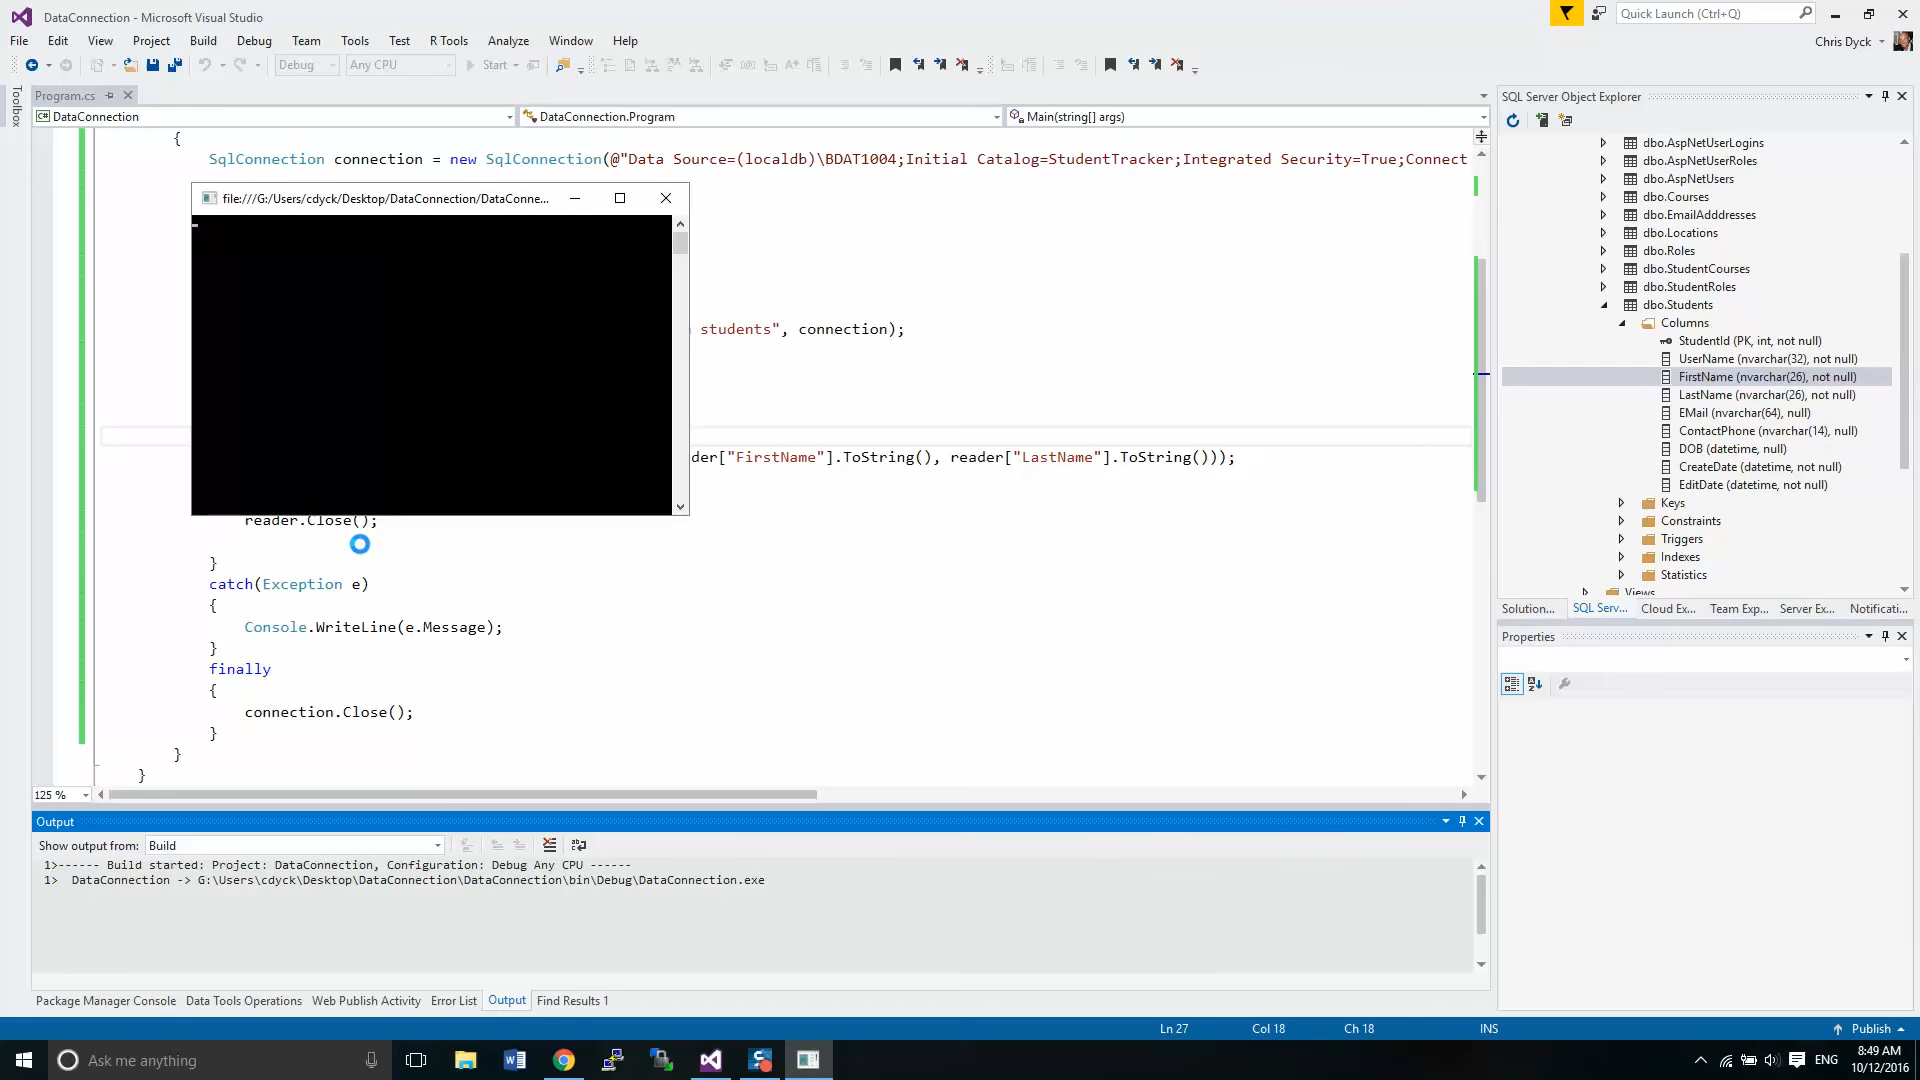 DataConnection - Microsoft Visual Studio
Quick Launch (Ctrl+Q)
File Edit View Project Build Debug Team Tools Test R Tools Analyze Window Help
Chris Dyck
Debug Any CPU Start
Toolbox
Program.cs
DataConnection DataConnection.Program Main(string[] args)
{
SqlConnection connection = new SqlConnection(@"Data Source=(localdb)\BDAT1004;Initial Catalog=StudentTracker;Integrated Security=True;Connect
file:///G:/Users/cdyck/Desktop/DataConnection/DataConne...
students", connection);
der["FirstName"].ToString(), reader["LastName"].ToString()));
reader.Close();
}
catch(Exception e)
{
Console.WriteLine(e.Message);
}
finally
{
connection.Close();
}
}
}
125 %
SQL Server Object Explorer
dbo.AspNetUserLogins
dbo.AspNetUserRoles
dbo.AspNetUsers
dbo.Courses
dbo.EmailAdddresses
dbo.Locations
dbo.Roles
dbo.StudentCourses
dbo.StudentRoles
dbo.Students
Columns
StudentId (PK, int, not null)
UserName (nvarchar(32), not null)
FirstName (nvarchar(26), not null)
LastName (nvarchar(26), not null)
EMail (nvarchar(64), null)
ContactPhone (nvarchar(14), null)
DOB (datetime, null)
CreateDate (datetime, not null)
EditDate (datetime, not null)
Keys
Constraints
Triggers
Indexes
Statistics
Views
Solution... SQL Serv... Cloud Ex... Team Exp... Server Ex... Notificati...
Properties
Output
Show output from: Build
1>------ Build started: Project: DataConnection, Configuration: Debug Any CPU ------
1> DataConnection -> G:\Users\cdyck\Desktop\DataConnection\DataConnection\bin\Debug\DataConnection.exe
Package Manager Console Data Tools Operations Web Publish Activity Error List Output Find Results 1
Ln 27 Col 18 Ch 18 INS Publish
Ask me anything
ENG
8:49 AM
10/12/2016